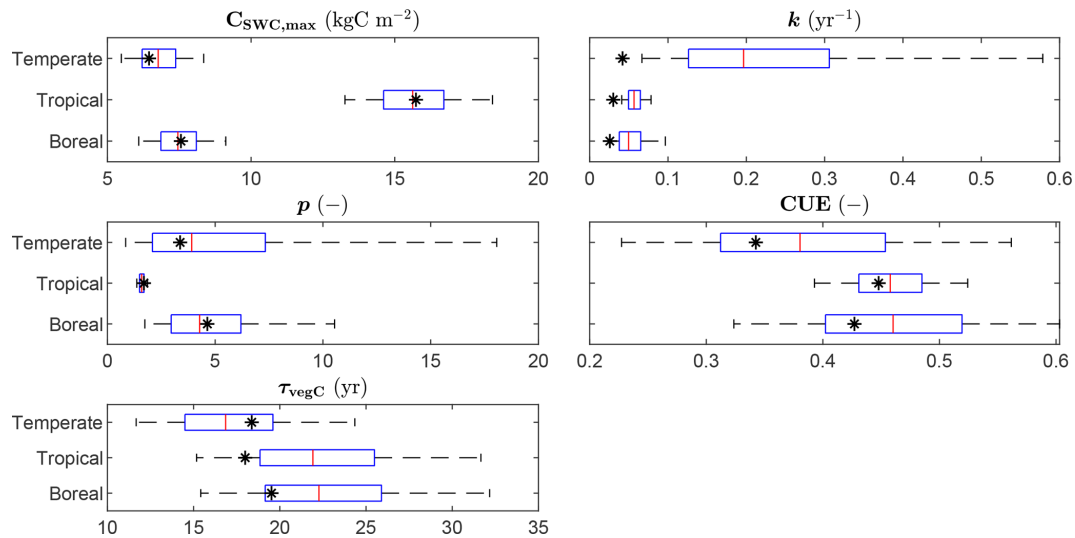 C_SWC,max (kgC m⁻²)
Temperate
Tropical
Boreal
5 10 15 20
k (yr⁻¹)
0 0.1 0.2 0.3 0.4 0.5 0.6
p (−)
Temperate
Tropical
Boreal
0 5 10 15 20
CUE (−)
0.2 0.3 0.4 0.5 0.6
τ_vegC (yr)
Temperate
Tropical
Boreal
10 15 20 25 30 35